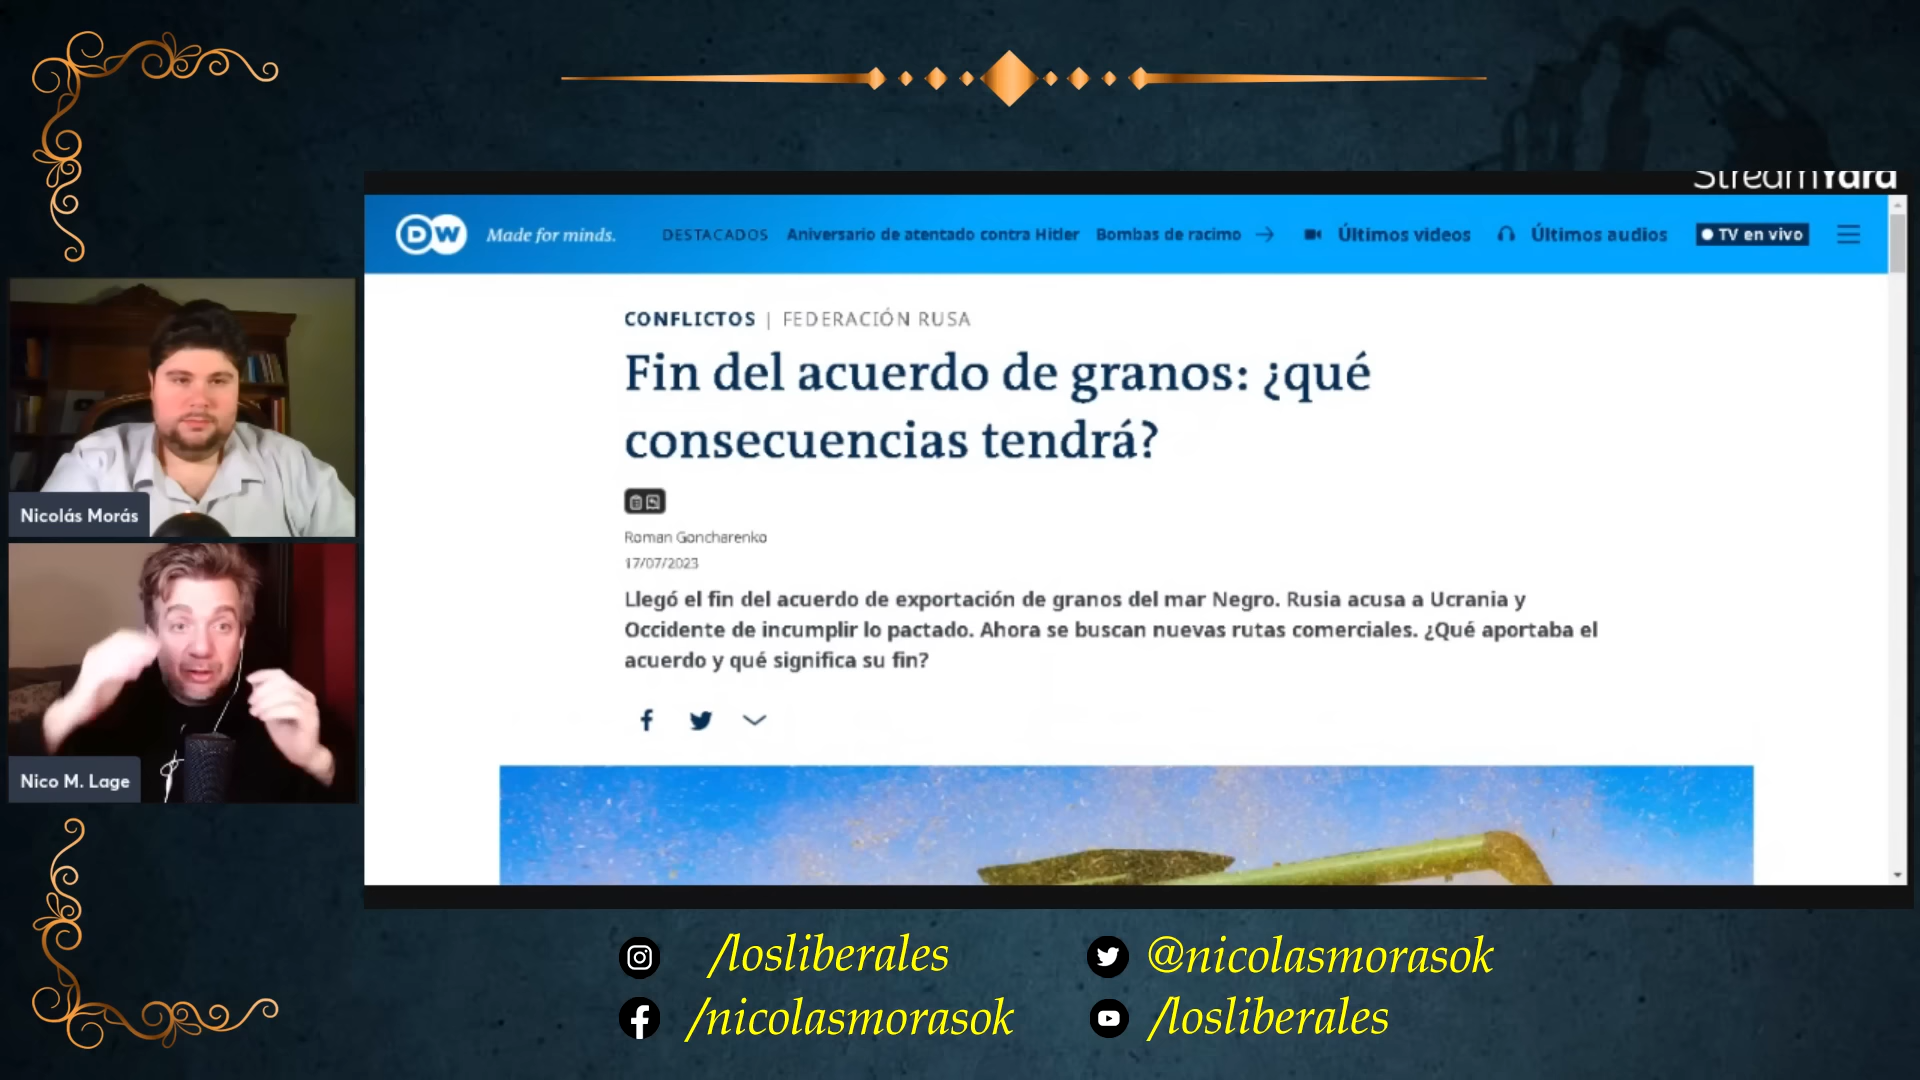 StreamYard
DW Made for minds. DESTACADOS Aniversario de atentado contra Hitler Bombas de racimo Últimos videos Últimos audios TV en vivo
CONFLICTOS | FEDERACIÓN RUSA
Fin del acuerdo de granos: ¿qué
consecuencias tendrá?
Roman Goncharenko
17/07/2023
Llegó el fin del acuerdo de exportación de granos del mar Negro. Rusia acusa a Ucrania y
Occidente de incumplir lo pactado. Ahora se buscan nuevas rutas comerciales. ¿Qué aportaba el
acuerdo y qué significa su fin?
Nicolás Morás
Nico M. Lage
/losliberales @nicolasmorasok
/nicolasmorasok /losliberales